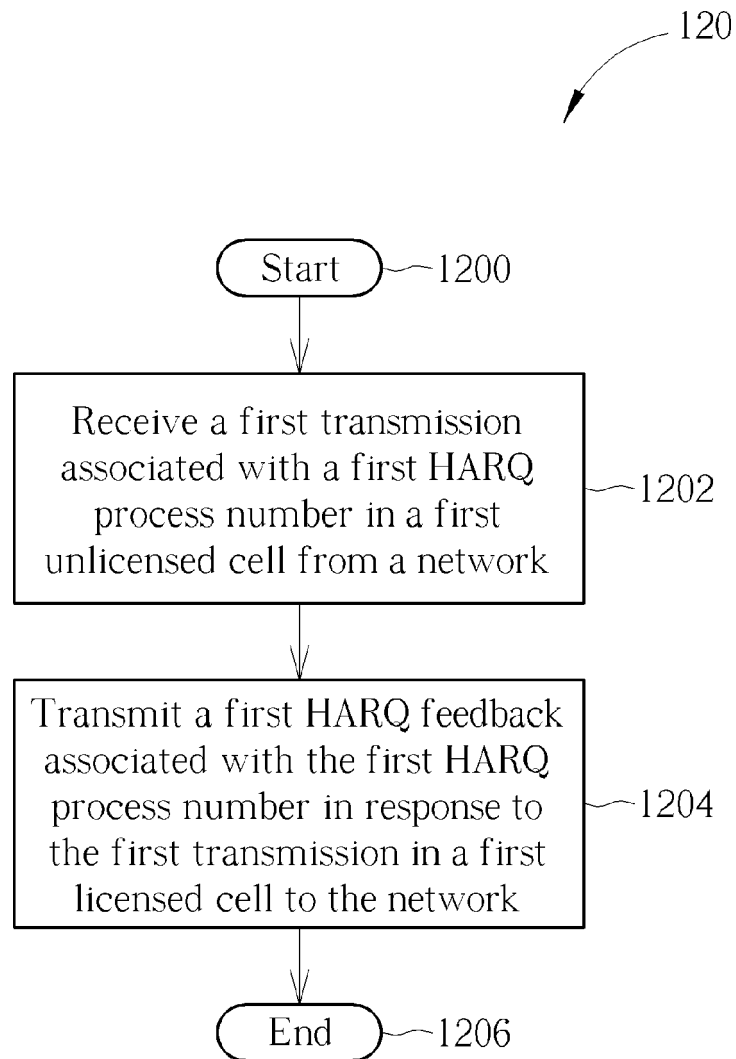 120
Start
1200
Receive a first transmission
associated with a first HARQ
process number in a first
unlicensed cell from a network
1202
Transmit a first HARQ feedback
associated with the first HARQ
process number in response to
the first transmission in a first
licensed cell to the network
1204
End
1206